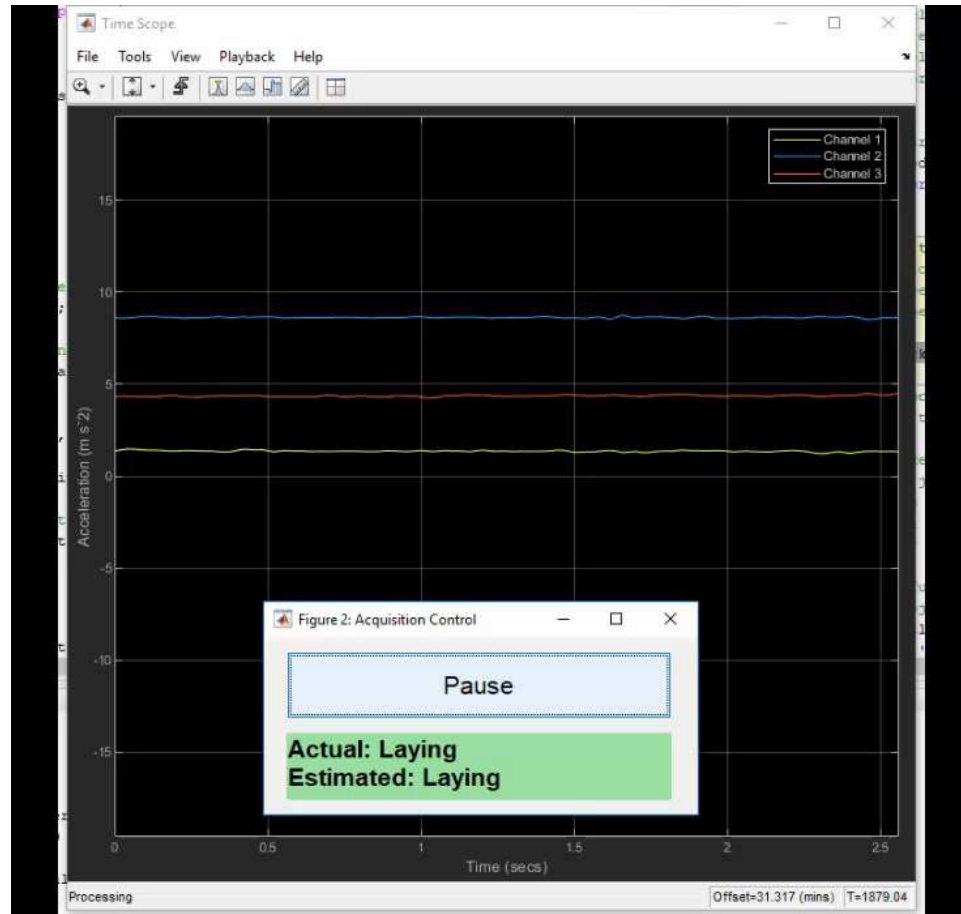 Time Scope
File Tools View Playback Help
Channel 1
Channel 2
Channel 3
15
10
5
0
-5
-10
-15
Acceleration (m s^2)
Figure 2: Acquisition Control
Pause
Actual: Laying
Estimated: Laying
0 0.5 1 1.5 2 2.5
Time (secs)
Processing Offset=31.317 (mins) T=1879.04